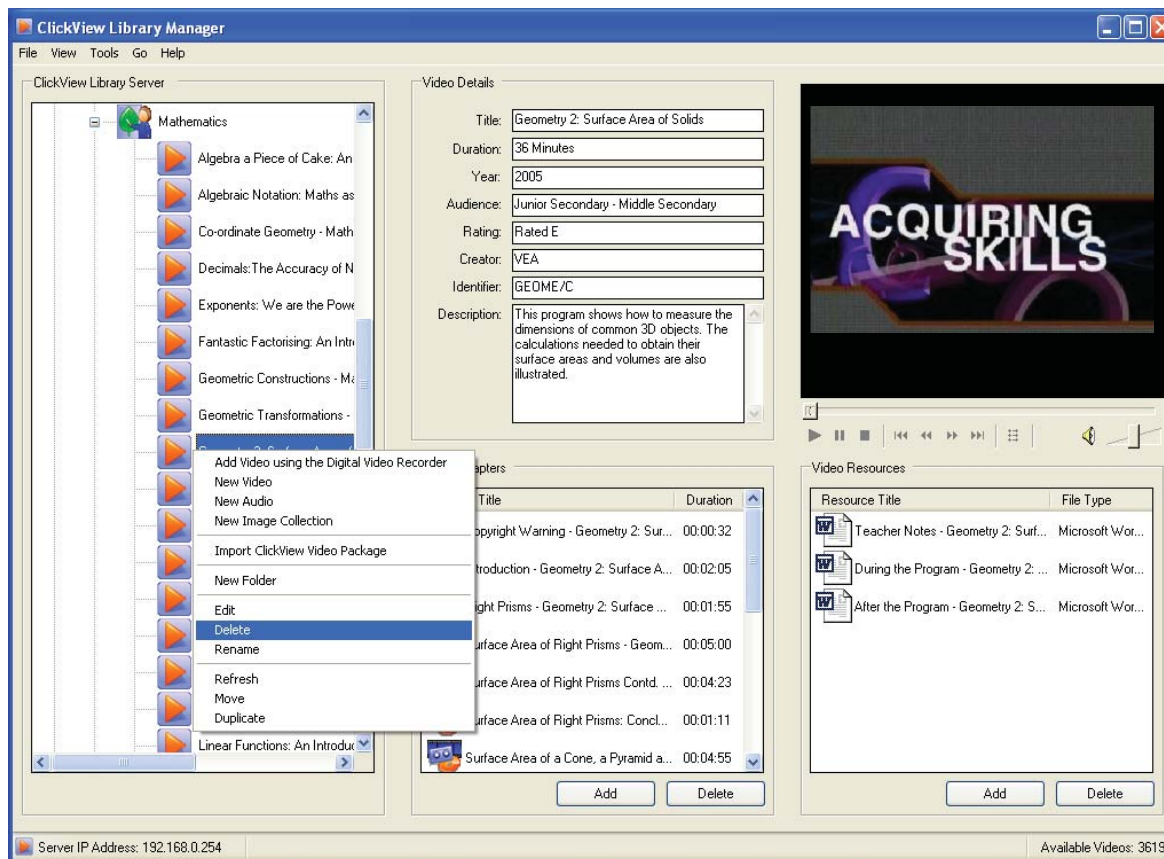 ClickView Library Manager
File View Tools Go Help
ClickView Library Server
Mathematics
Algebra a Piece of Cake: An
Algebraic Notation: Maths as
Co-ordinate Geometry - Math
Decimals: The Accuracy of N
Exponents: We are the Powe
Fantastic Factorising: An Intr
Geometric Constructions - Ma
Geometric Transformations -
Add Video using the Digital Video Recorder
New Video
New Audio
New Image Collection
Import ClickView Video Package
New Folder
Edit
Delete
Rename
Refresh
Move
Duplicate
Linear Functions: An Introduc
Video Details
Title: Geometry 2: Surface Area of Solids
Duration: 36 Minutes
Year: 2005
Audience: Junior Secondary - Middle Secondary
Rating: Rated E
Creator: VEA
Identifier: GEOME/C
Description: This program shows how to measure the
dimensions of common 3D objects. The
calculations needed to obtain their
surface areas and volumes are also
illustrated.
ACQUIRING
SKILLS
apters
Title Duration
opyright Warning - Geometry 2: Sur... 00:00:32
troduction - Geometry 2: Surface A... 00:02:05
ight Prisms - Geometry 2: Surface ... 00:01:55
urface Area of Right Prisms - Geom... 00:05:00
urface Area of Right Prisms Contd. ... 00:04:23
urface Area of Right Prisms: Concl... 00:01:11
Surface Area of a Cone, a Pyramid a... 00:04:55
Add Delete
Video Resources
Resource Title File Type
Teacher Notes - Geometry 2: Surf... Microsoft Wor...
During the Program - Geometry 2: ... Microsoft Wor...
After the Program - Geometry 2: S... Microsoft Wor...
Add Delete
Server IP Address: 192.168.0.254
Available Videos: 3619